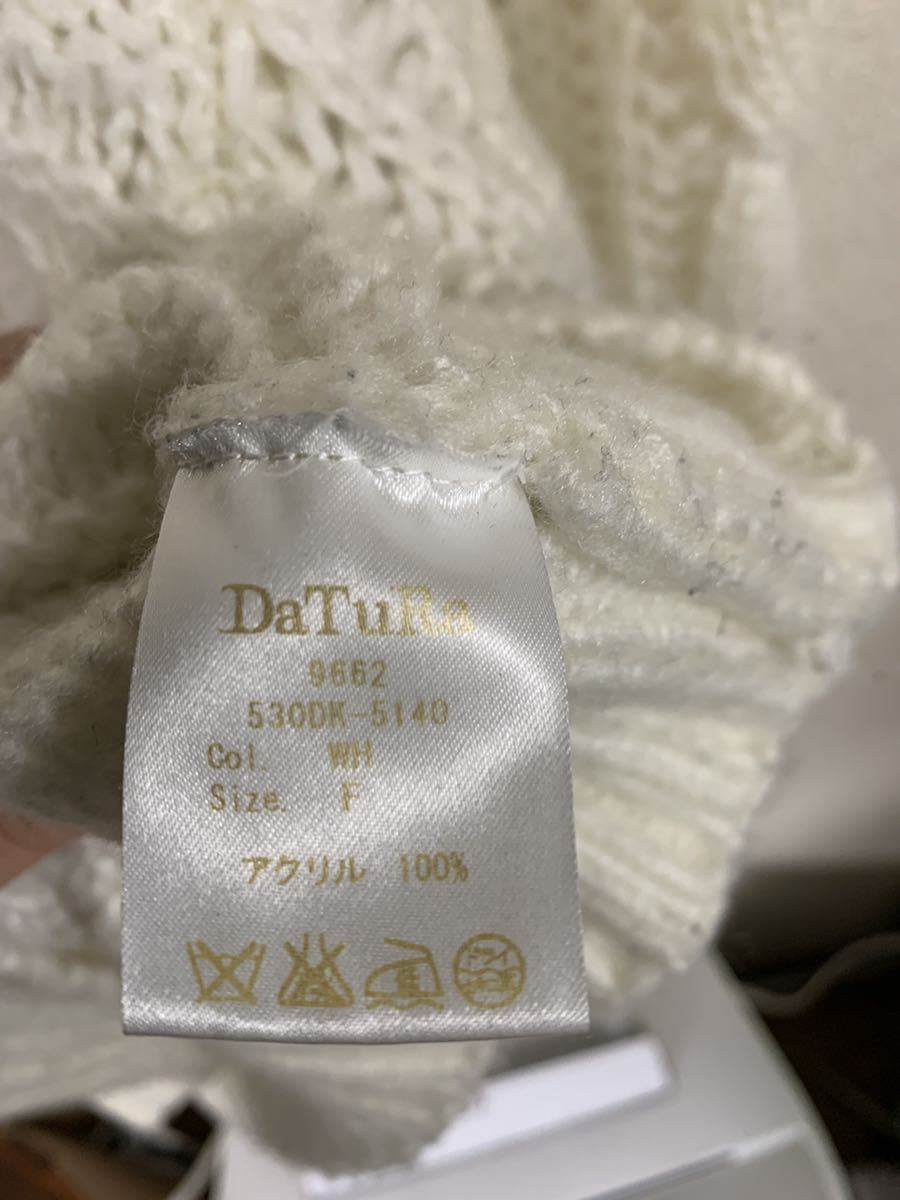 DaTuRa
9662
530DK-5140
Col. WH
Size. F
アクリル 100%